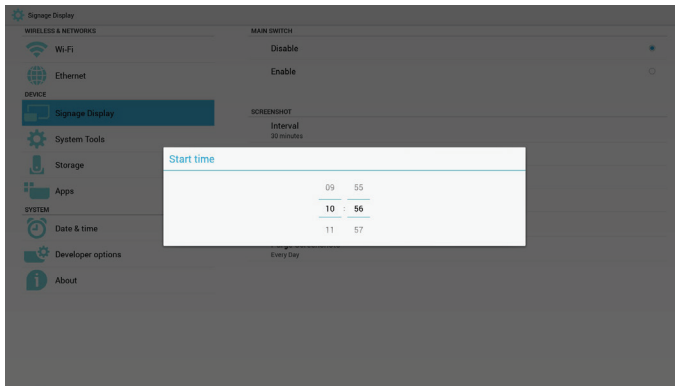 Signage Display
WIRELESS & NETWORKS
Wi-Fi
Ethernet
DEVICE
Signage Display
System Tools
Storage
Apps
SYSTEM
Date & time
Developer options
About
MAIN SWITCH
Disable
Enable
SCREENSHOT
Interval
30 minutes
Start time
09 55
10 : 56
11 57
Every Day